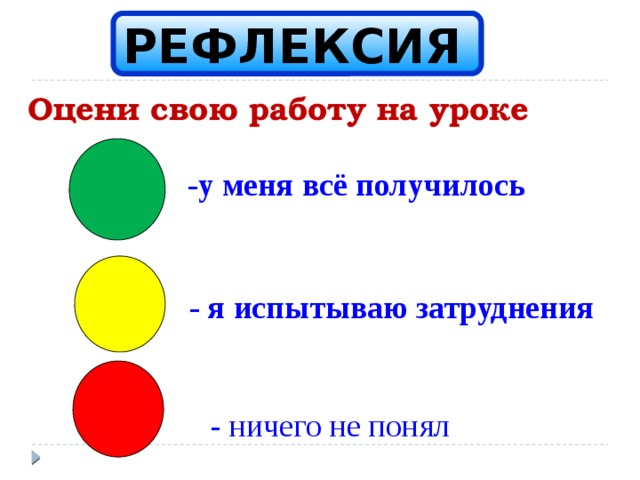 РЕФЛЕКСИЯ
Оцени свою работу на уроке
-у меня всё получилось
- я испытываю затруднения
- ничего не понял